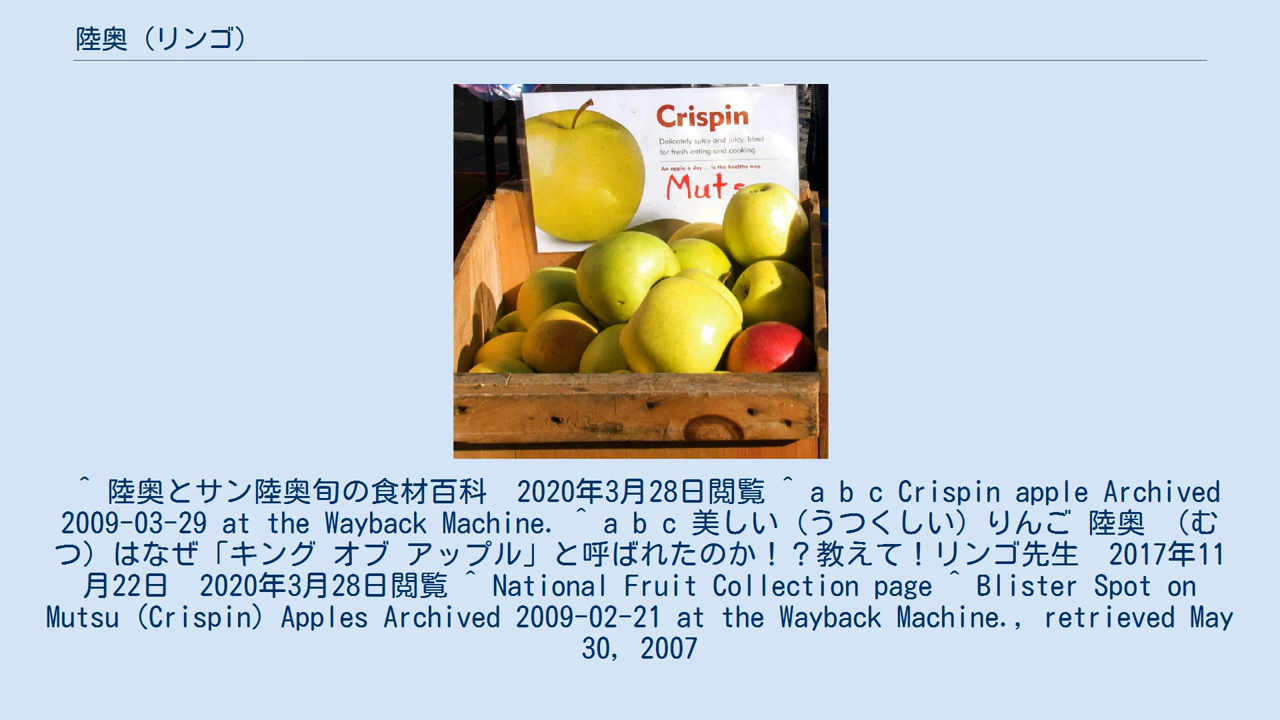 陸奥（リンゴ）
Crispin
Delicately spicy and juicy, Ideal
for fresh eating and cooking.
An apple a day... is the healthy way.
Muts
^ 陸奥とサン陸奥旬の食材百科　2020年3月28日閲覧 ^ a b c Crispin apple Archived
2009-03-29 at the Wayback Machine. ^ a b c 美しい（うつくしい）りんご 陸奥 （む
つ）はなぜ「キング オブ アップル」と呼ばれたのか！？教えて！リンゴ先生　2017年11
月22日　2020年3月28日閲覧 ^ National Fruit Collection page ^ Blister Spot on
Mutsu (Crispin) Apples Archived 2009-02-21 at the Wayback Machine., retrieved May
30, 2007